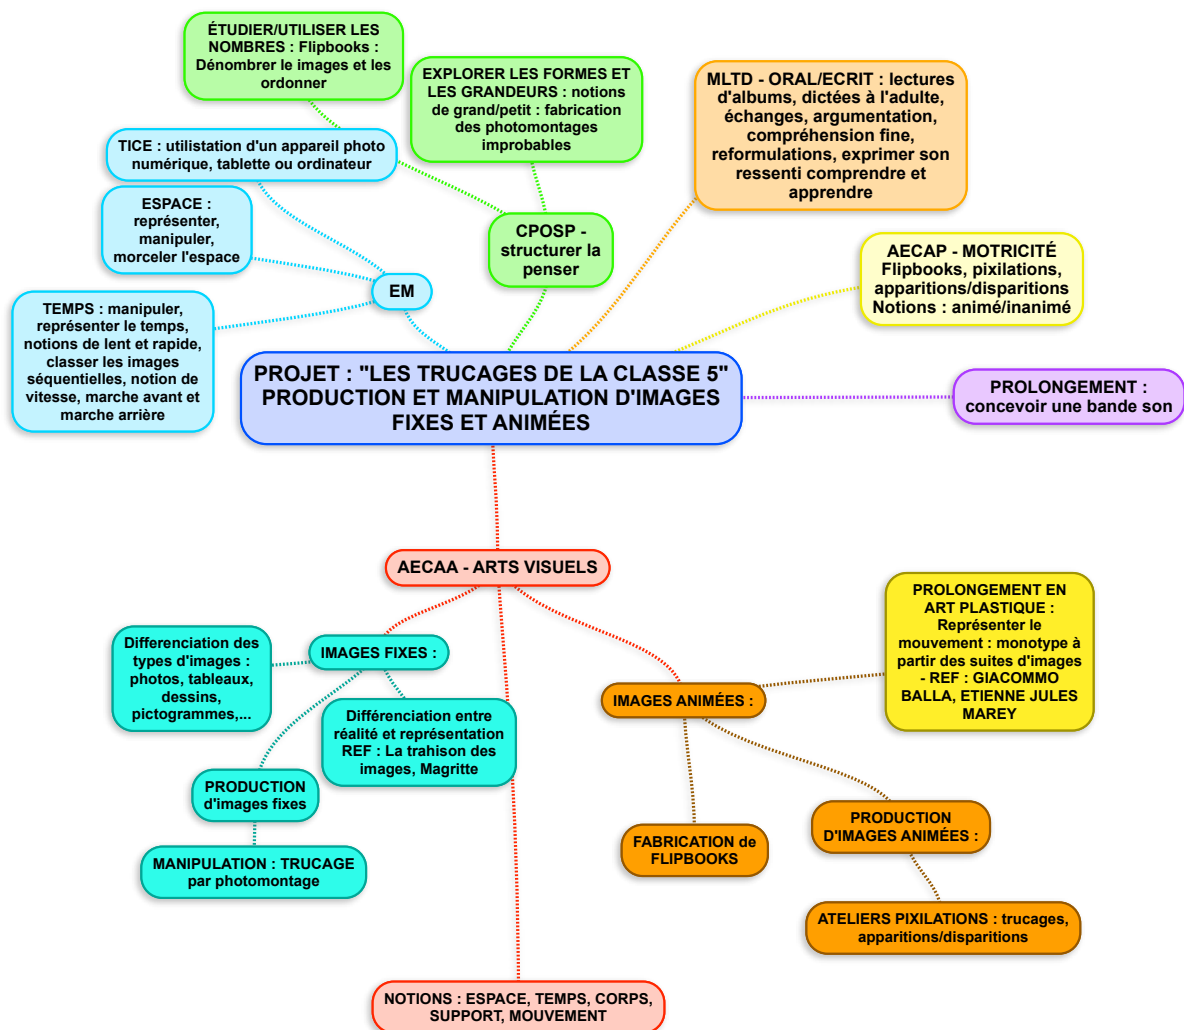 ÉTUDIER/UTILISER LES
NOMBRES : Flipbooks :
Dénombrer le images et les
ordonner
EXPLORER LES FORMES ET
LES GRANDEURS : notions
de grand/petit : fabrication
des photomontages
improbables
MLTD - ORAL/ECRIT : lectures
d'albums, dictées à l'adulte,
échanges, argumentation,
compréhension fine,
reformulations, exprimer son
ressenti comprendre et
apprendre
TICE : utilistation d'un appareil photo
numérique, tablette ou ordinateur
ESPACE :
représenter,
manipuler,
morceler l'espace
CPOSP -
structurer la
penser
AECAP - MOTRICITÉ
Flipbooks, pixilations,
apparitions/disparitions
Notions : animé/inanimé
EM
TEMPS : manipuler,
représenter le temps,
notions de lent et rapide,
classer les images
séquentielles, notion de
vitesse, marche avant et
marche arrière
PROJET : "LES TRUCAGES DE LA CLASSE 5"
PRODUCTION ET MANIPULATION D'IMAGES
FIXES ET ANIMÉES
PROLONGEMENT :
concevoir une bande son
AECAA - ARTS VISUELS
PROLONGEMENT EN
ART PLASTIQUE :
Représenter le
mouvement : monotype à
partir des suites d'images
- REF : GIACOMMO
BALLA, ETIENNE JULES
MAREY
Differenciation des
types d'images :
photos, tableaux,
dessins,
pictogrammes,...
IMAGES FIXES :
IMAGES ANIMÉES :
Différenciation entre
réalité et représentation
REF : La trahison des
images, Magritte
PRODUCTION
d'images fixes
PRODUCTION
D'IMAGES ANIMÉES :
FABRICATION de
FLIPBOOKS
MANIPULATION : TRUCAGE
par photomontage
ATELIERS PIXILATIONS : trucages,
apparitions/disparitions
NOTIONS : ESPACE, TEMPS, CORPS,
SUPPORT, MOUVEMENT